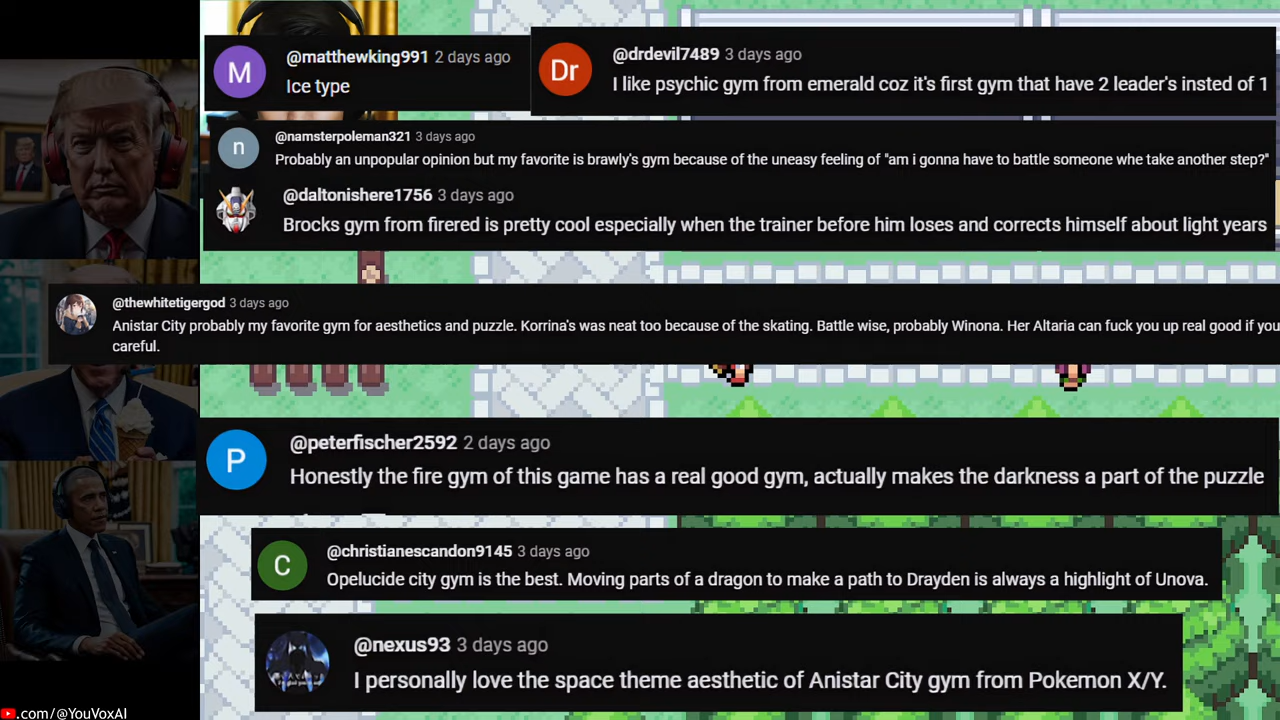 @matthewking991 2 days ago
Ice type
@drdevil7489 3 days ago
I like psychic gym from emerald coz it's first gym that have 2 leader's insted of 1
@namsterpoleman321 3 days ago
Probably an unpopular opinion but my favorite is brawly's gym because of the uneasy feeling of "am i gonna have to battle someone whe take another step?"
@daltonishere1756 3 days ago
Brocks gym from firered is pretty cool especially when the trainer before him loses and corrects himself about light years
@thewhitetigergod 3 days ago
Anistar City probably my favorite gym for aesthetics and puzzle. Korrina's was neat too because of the skating. Battle wise, probably Winona. Her Altaria can fuck you up real good if you
careful.
@peterfischer2592 2 days ago
Honestly the fire gym of this game has a real good gym, actually makes the darkness a part of the puzzle
@christianescandon9145 3 days ago
Opelucide city gym is the best. Moving parts of a dragon to make a path to Drayden is always a highlight of Unova.
@nexus93 3 days ago
I personally love the space theme aesthetic of Anistar City gym from Pokemon X/Y.
.com/@YouVoxAI
M
Dr
n
P
C